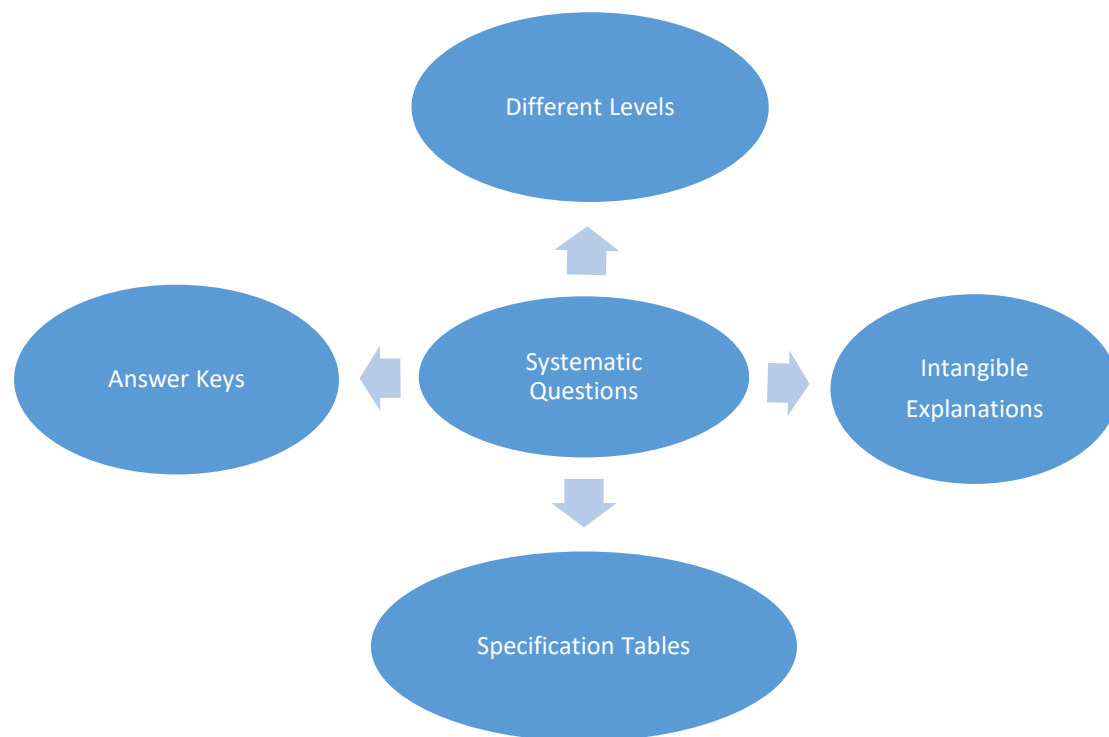 Different Levels
Answer Keys
Systematic
Questions
Intangible
Explanations
Specification Tables